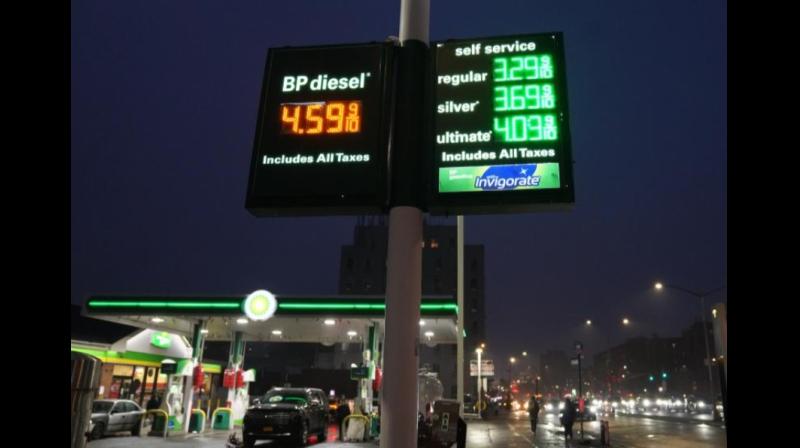 BP diesel*
4.59 9/10
Includes All Taxes
self service
regular 3.29 9/10
silver* 3.69 9/10
ultimate* 4.09 9/10
Includes All Taxes
Invigorate